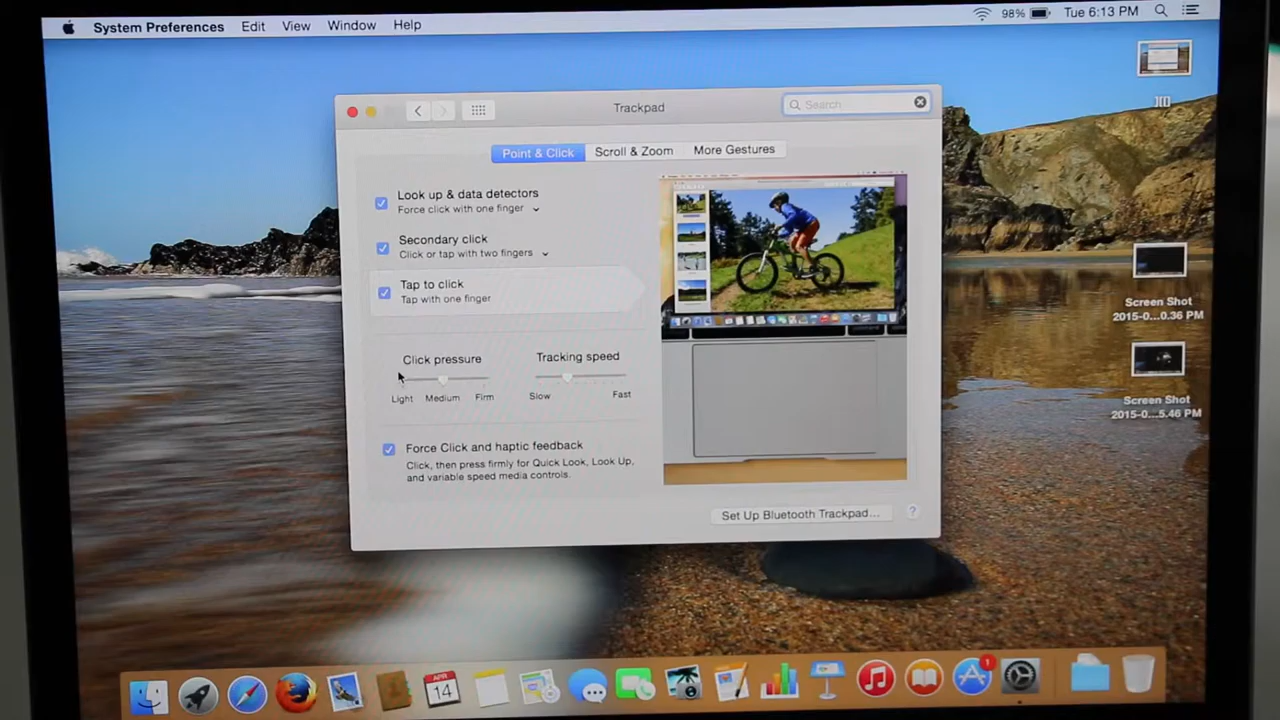 System Preferences Edit View Window Help 98% Tue 6:13 PM
Trackpad
Search
Point & Click Scroll & Zoom More Gestures
Look up & data detectors
Force click with one finger
Secondary click
Click or tap with two fingers
Tap to click
Tap with one finger
Click pressure
Light Medium Firm
Tracking speed
Slow Fast
Force Click and haptic feedback
Click, then press firmly for Quick Look, Look Up,
and variable speed media controls.
Set Up Bluetooth Trackpad...
?
Screen Shot
2015-0...0.36 PM
Screen Shot
2015-0...5.46 PM
APR
14
1